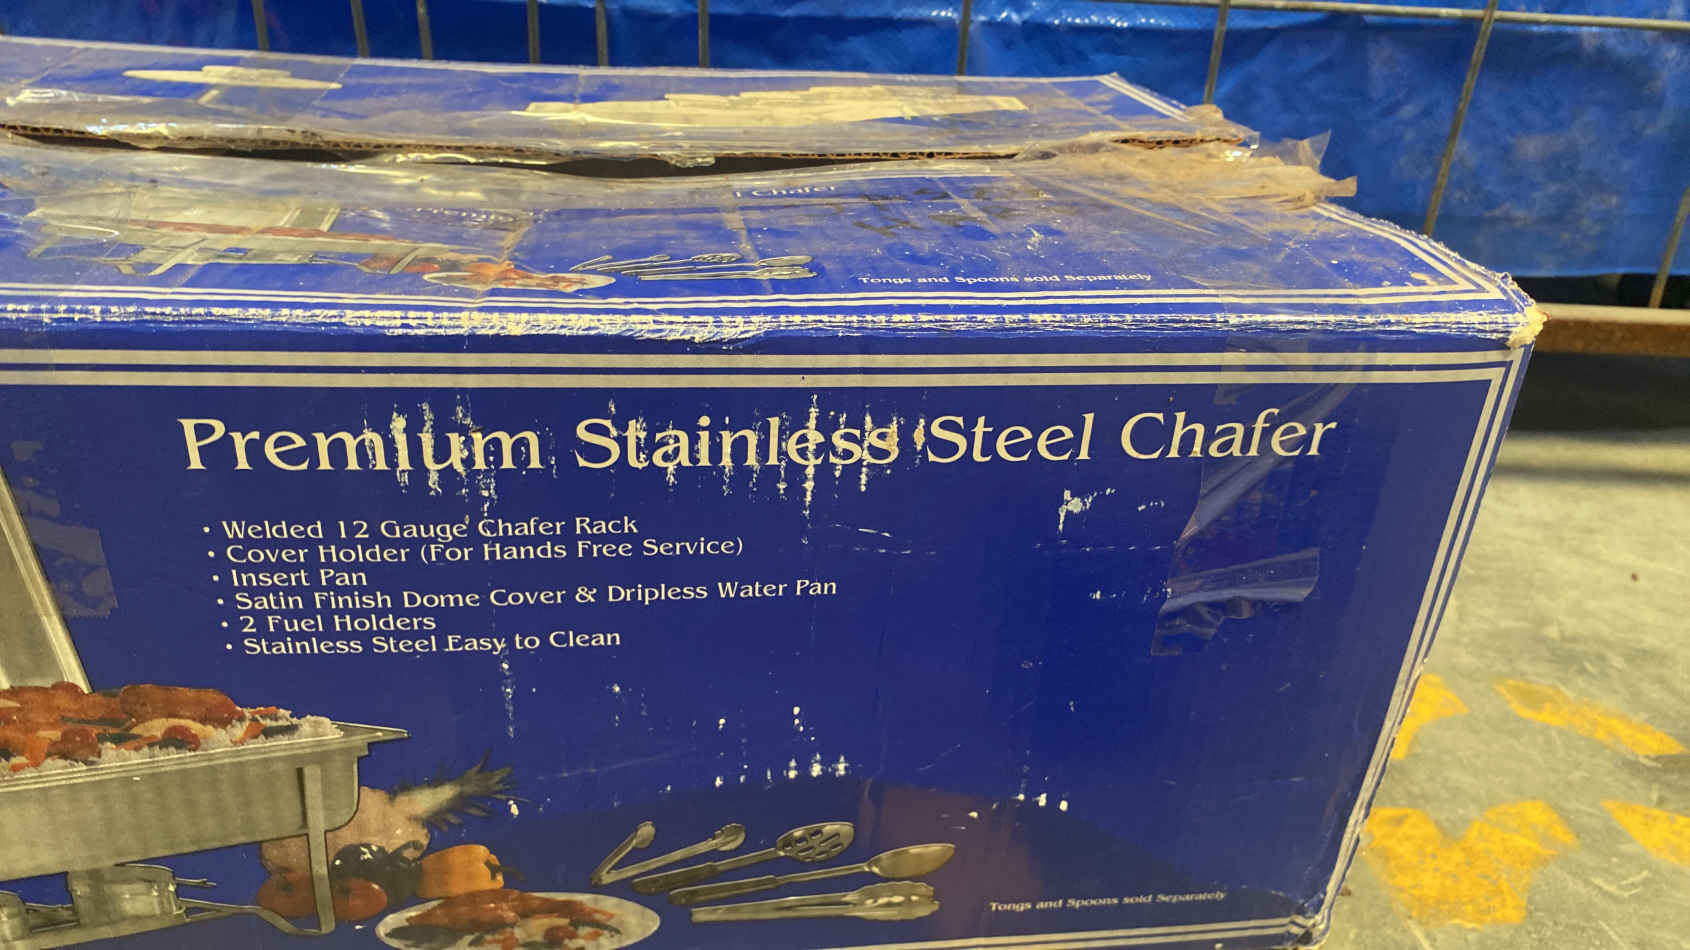 Chafer
Tongs and Spoons sold Separately
Premium Stainless Steel Chafer
• Welded 12 Gauge Chafer Rack
• Cover Holder (For Hands Free Service)
• Insert Pan
• Satin Finish Dome Cover & Dripless Water Pan
• 2 Fuel Holders
• Stainless Steel Easy to Clean
Tongs and Spoons sold Separately